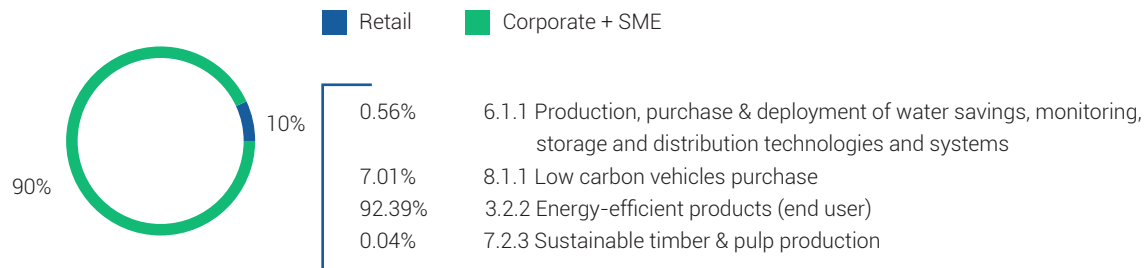 Retail Corporate + SME
10%
90%
0.56% 6.1.1 Production, purchase & deployment of water savings, monitoring,
storage and distribution technologies and systems
7.01% 8.1.1 Low carbon vehicles purchase
92.39% 3.2.2 Energy-efficient products (end user)
0.04% 7.2.3 Sustainable timber & pulp production